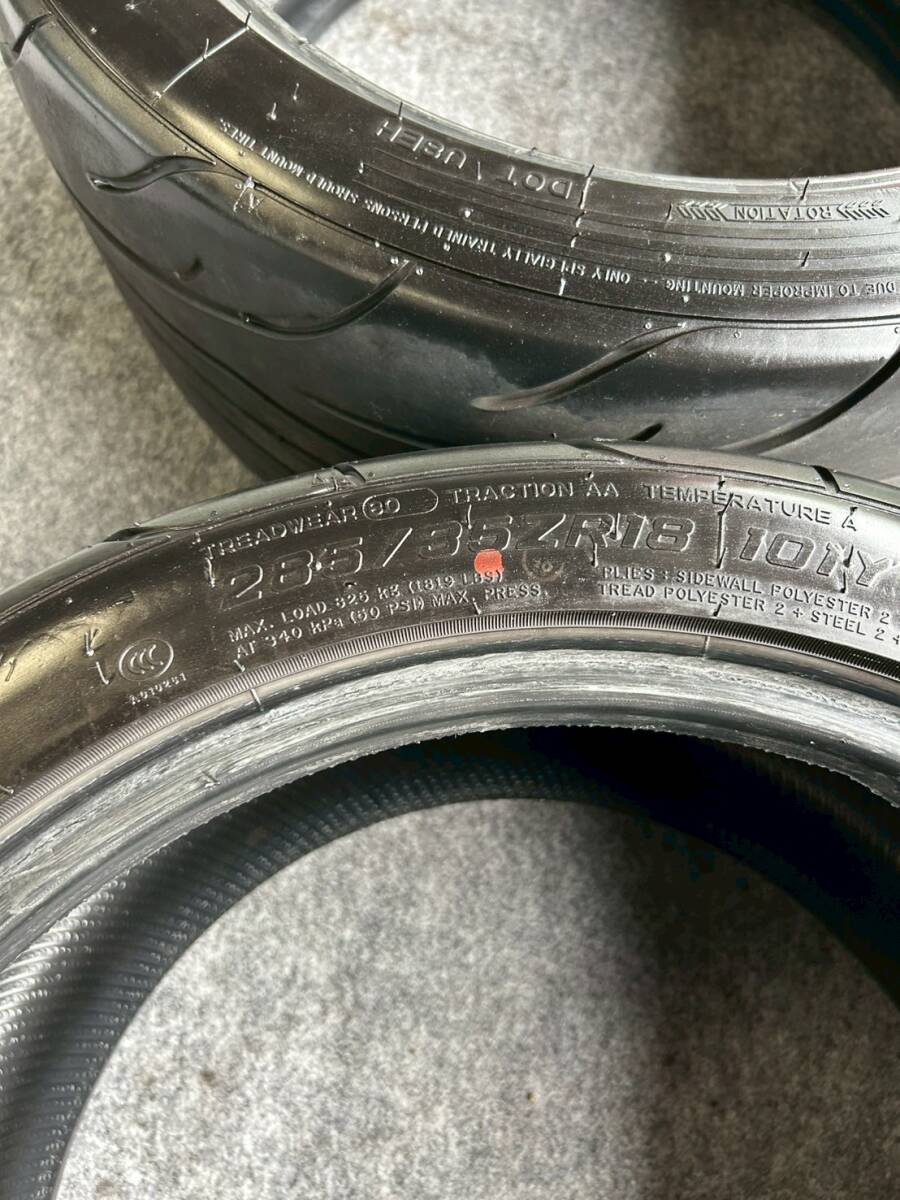 DOT U8EH
ROTATION
ONLY SPECIALLY TRAINED PERSONS SHOULD MOUNT TIRES.
DUE TO IMPROPER MOUNTING
TREADWEAR 80 TRACTION AA TEMPERATURE A
285/35ZR18 101Y
MAX. LOAD 825 kg (1819 LBS)
AT 340 kPa (50 PSI) MAX. PRESS.
PLIES : SIDEWALL POLYESTER 2
TREAD POLYESTER 2 + STEEL 2 +
CCC